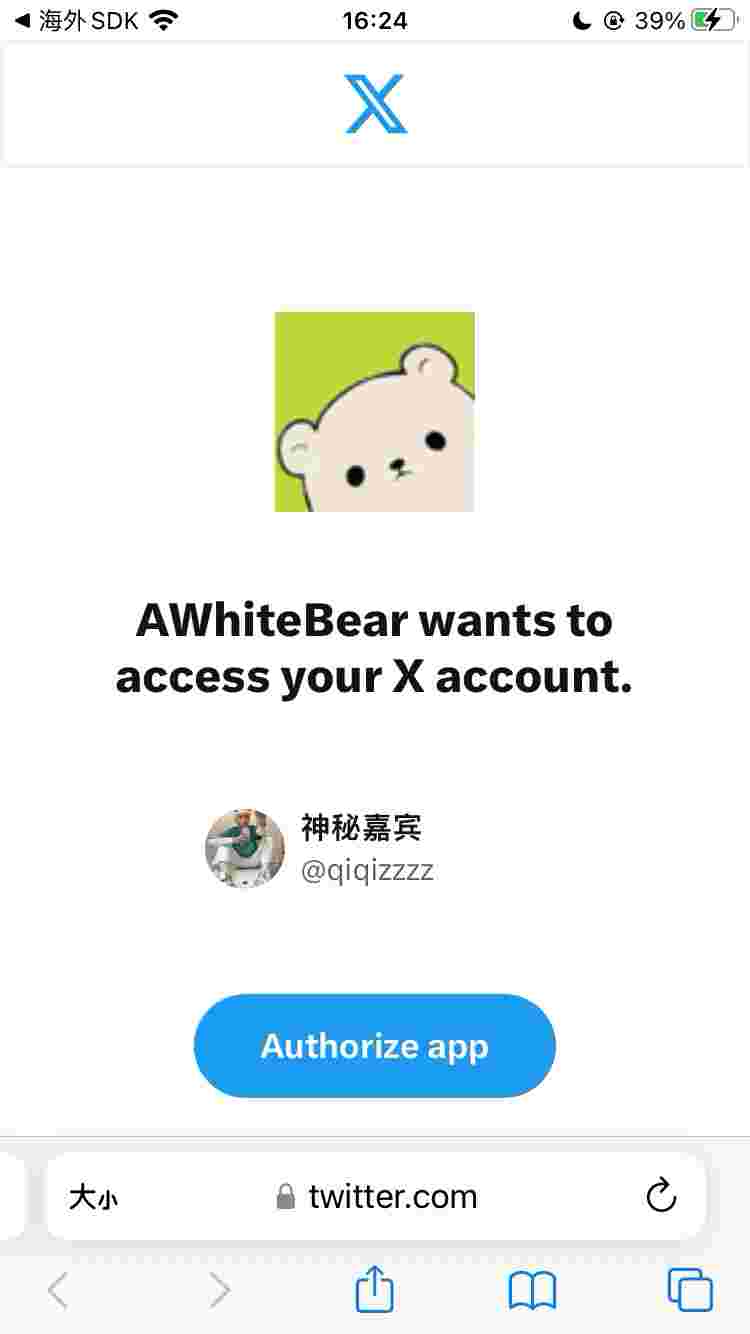 海外SDK
16:24
39%
AWhiteBear wants to
access your X account.
神秘嘉宾
@qiqizzzz
Authorize app
大小
twitter.com